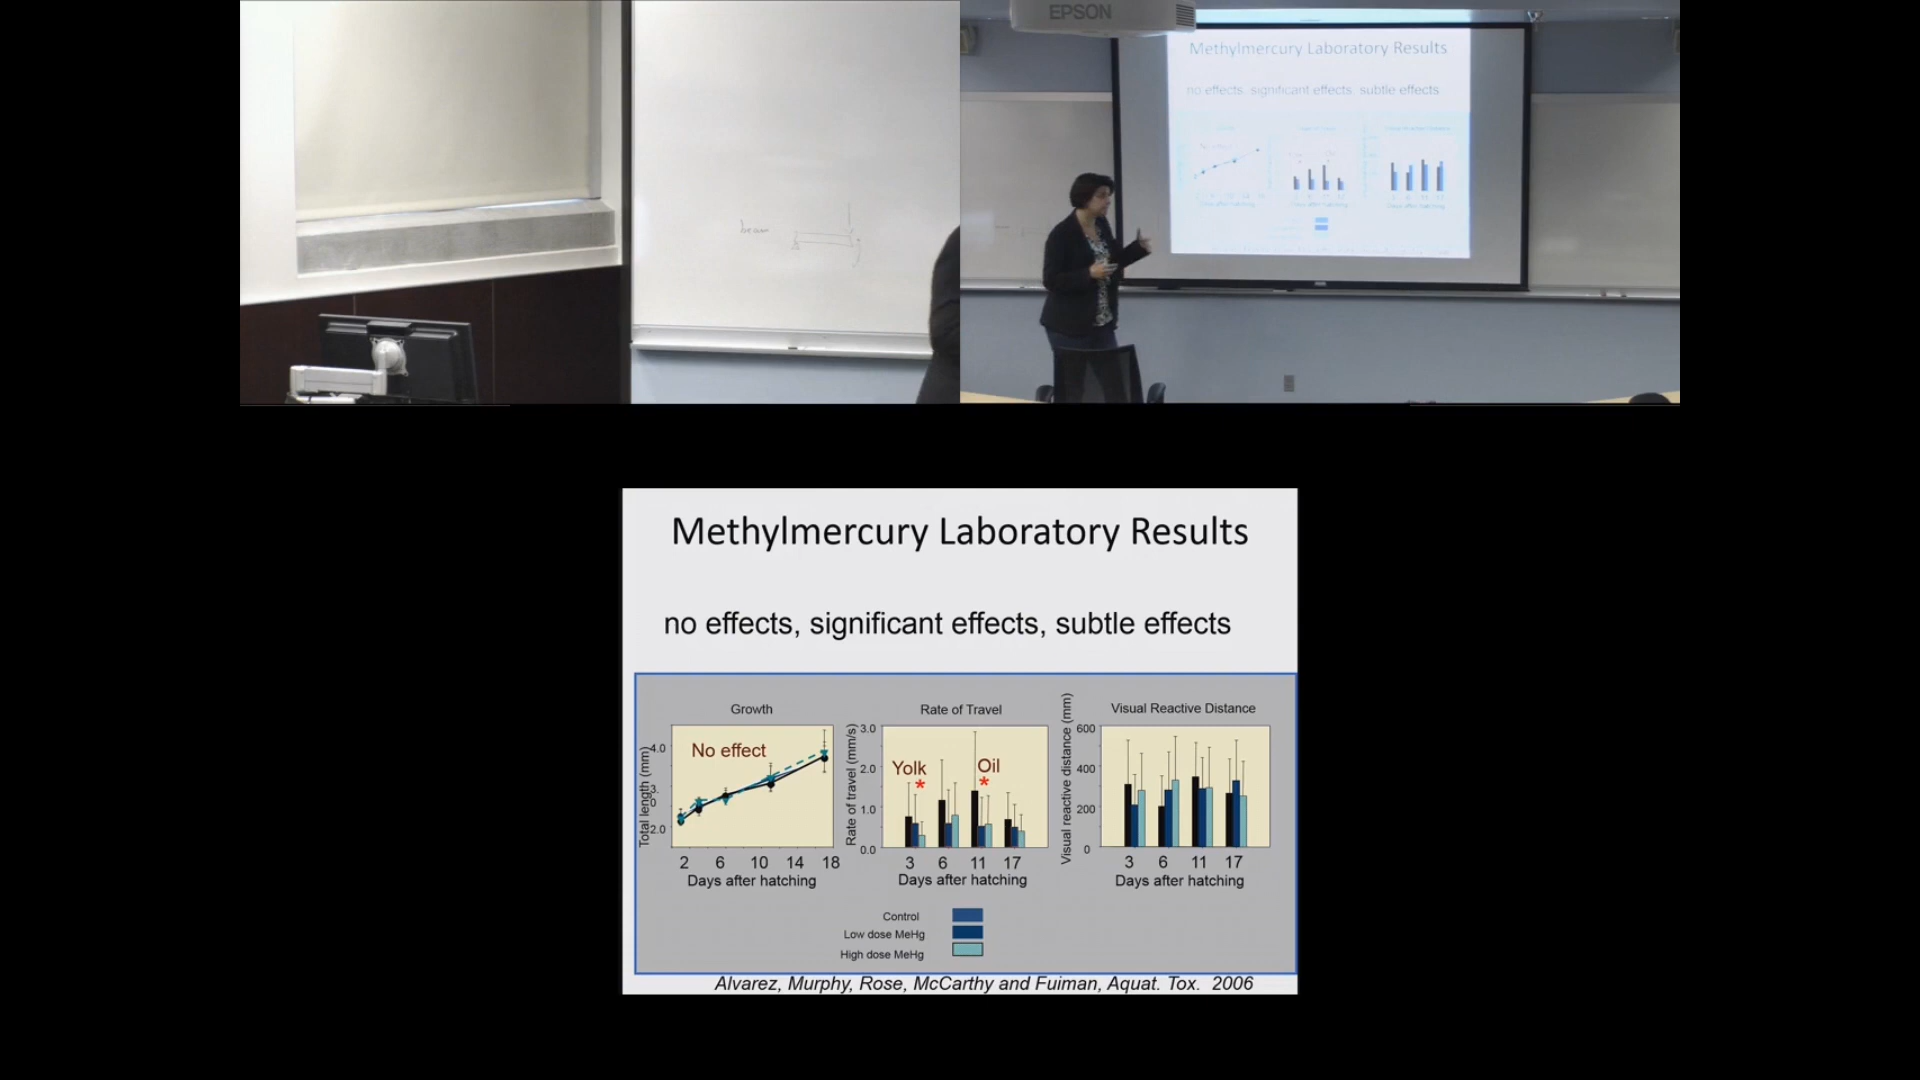 EPSON
Methylmercury Laboratory Results
no effects, significant effects, subtle effects
beam
Methylmercury Laboratory Results
no effects, significant effects, subtle effects
Growth
Rate of Travel
Visual Reactive Distance
No effect
Yolk
*
Oil
*
Total length (mm)
4.0
3.
0
2.0
2 6 10 14 18
Days after hatching
Rate of travel (mm/s)
3.0
2.0
1.0
0.0
3 6 11 17
Days after hatching
Visual reactive distance (mm)
600
400
200
0
3 6 11 17
Days after hatching
Control
Low dose MeHg
High dose MeHg
Alvarez, Murphy, Rose, McCarthy and Fuiman, Aquat. Tox. 2006